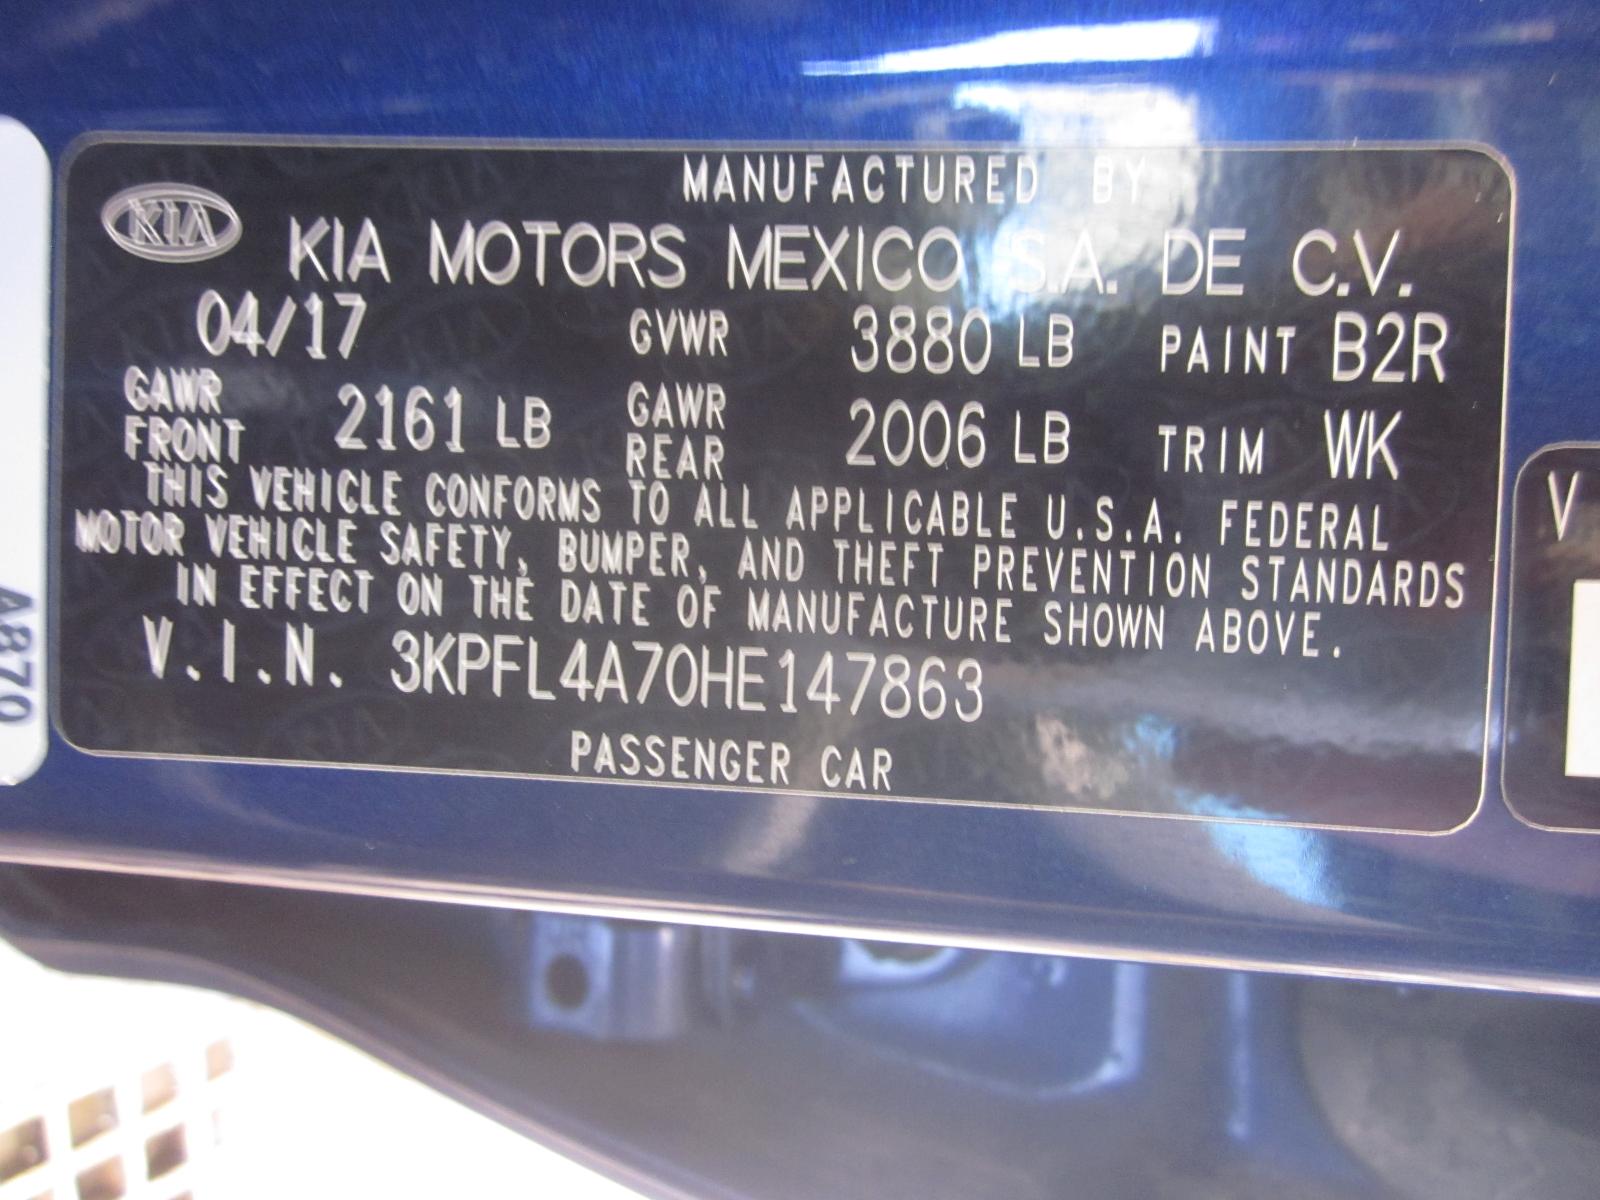 MANUFACTURED BY
KIA
KIA MOTORS MEXICO S.A. DE C.V.
04/17 GVWR 3880 LB PAINT B2R
GAWR FRONT 2161 LB GAWR REAR 2006 LB TRIM WK
THIS VEHICLE CONFORMS TO ALL APPLICABLE U.S.A. FEDERAL
MOTOR VEHICLE SAFETY, BUMPER, AND THEFT PREVENTION STANDARDS
IN EFFECT ON THE DATE OF MANUFACTURE SHOWN ABOVE.
V.I.N. 3KPFL4A70HE147863
PASSENGER CAR
A870
V